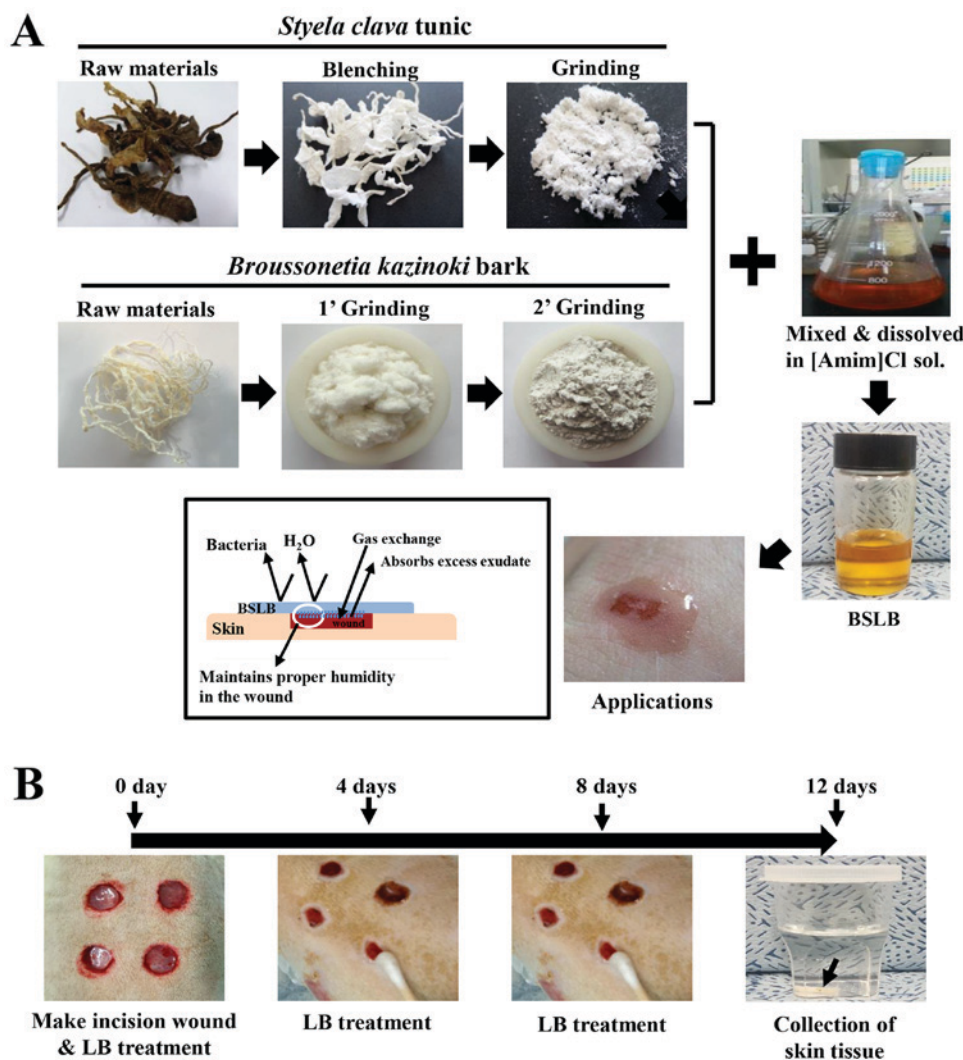 A
Styela clava tunic
Raw materials
Blenching
Grinding
Broussonetia kazinoki bark
Raw materials
1' Grinding
2' Grinding
Mixed & dissolved
in [Amim]Cl sol.
BSLB
Applications
Bacteria
H₂O
Gas exchange
Absorbs excess exudate
BSLB
wound
Skin
Maintains proper humidity
in the wound
B
0 day
4 days
8 days
12 days
Make incision wound
& LB treatment
LB treatment
LB treatment
Collection of
skin tissue